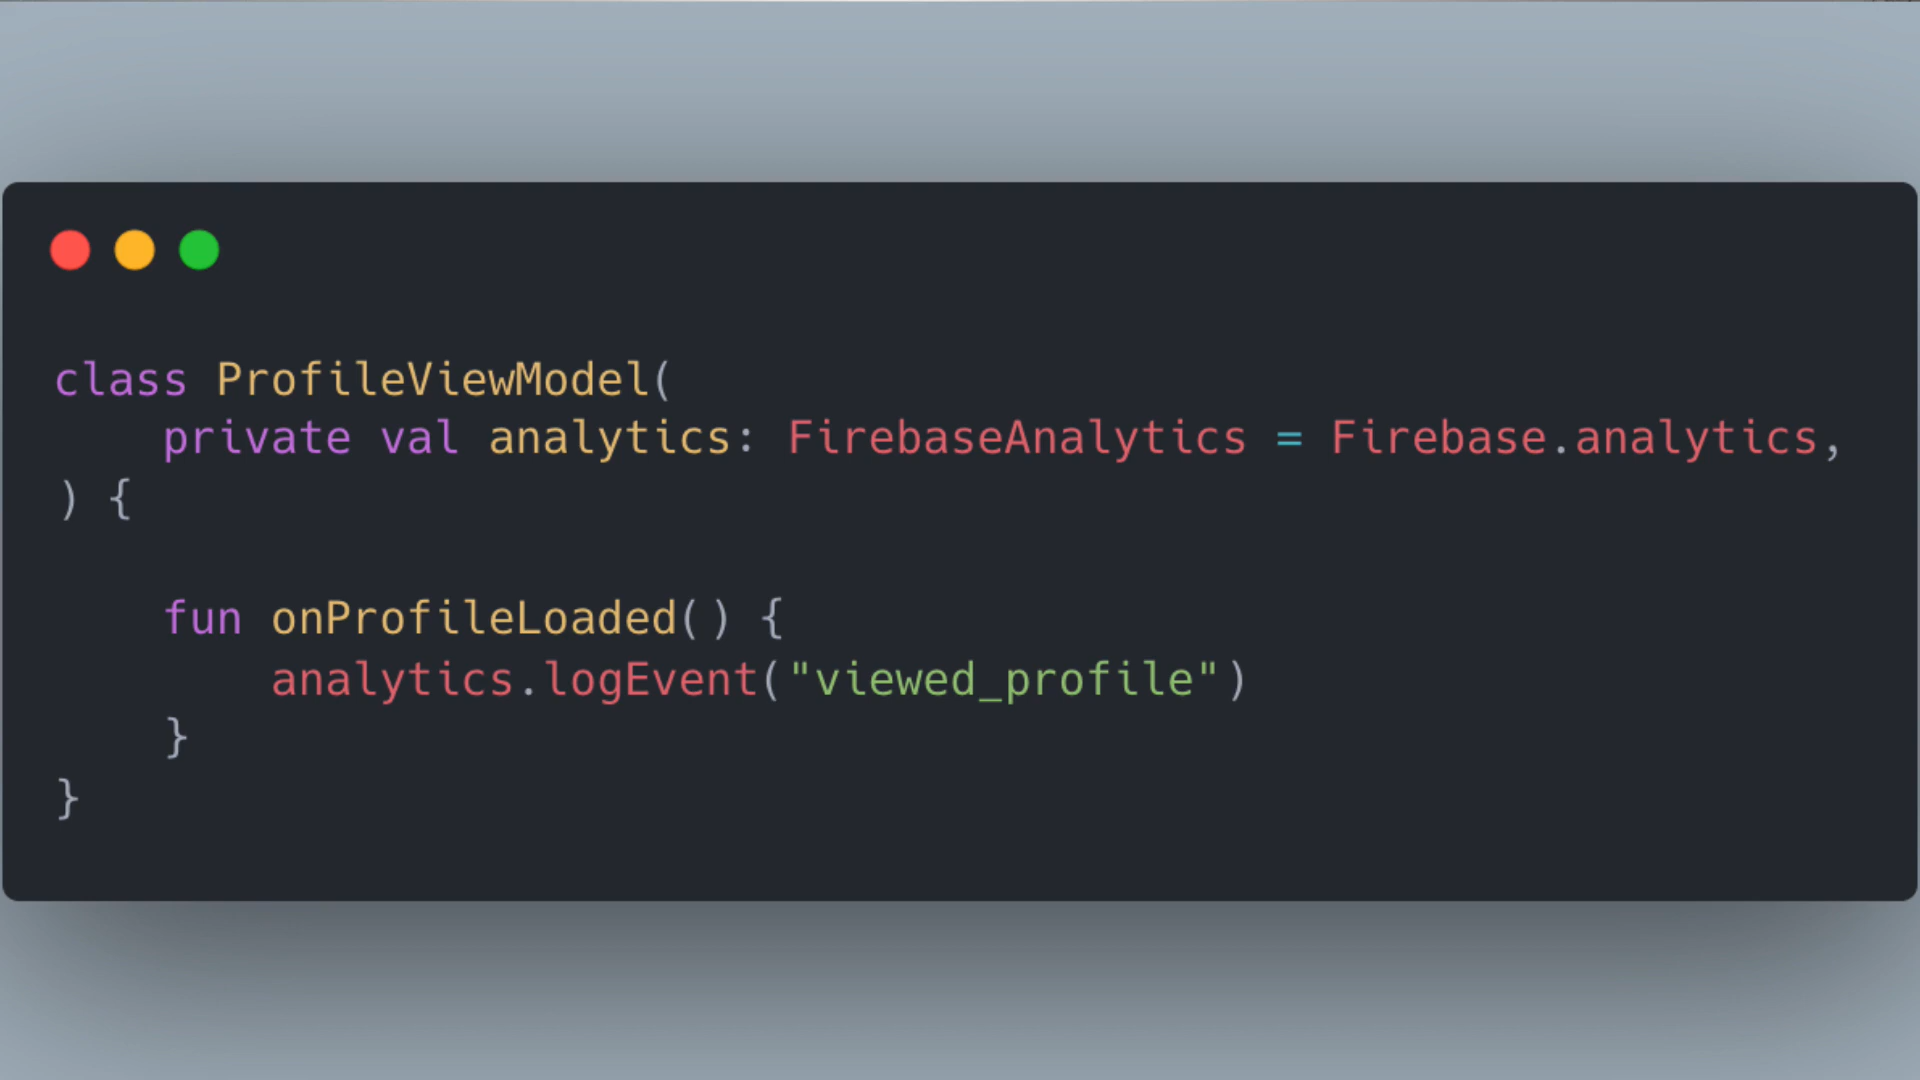 class ProfileViewModel(
    private val analytics: FirebaseAnalytics = Firebase.analytics,
) {

    fun onProfileLoaded() {
        analytics.logEvent("viewed_profile")
    }
}